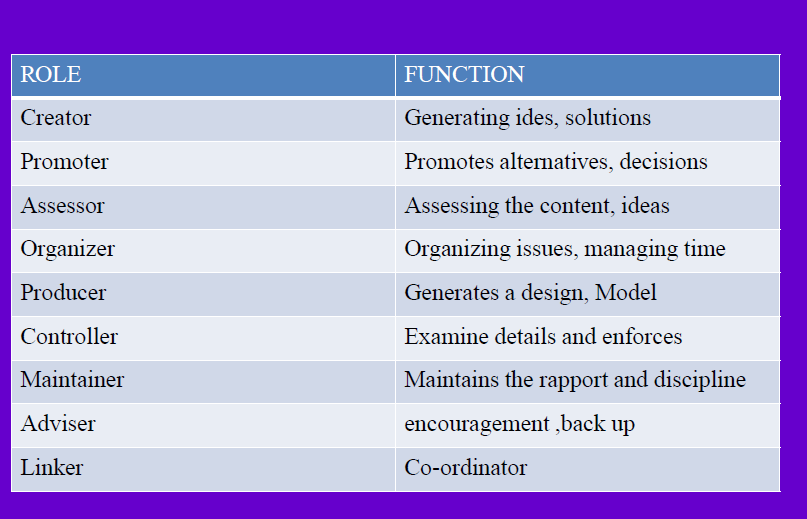 ROLE FUNCTION
Creator Generating ides, solutions
Promoter Promotes alternatives, decisions
Assessor Assessing the content, ideas
Organizer Organizing issues, managing time
Producer Generates a design, Model
Controller Examine details and enforces
Maintainer Maintains the rapport and discipline
Adviser encouragement ,back up
Linker Co-ordinator